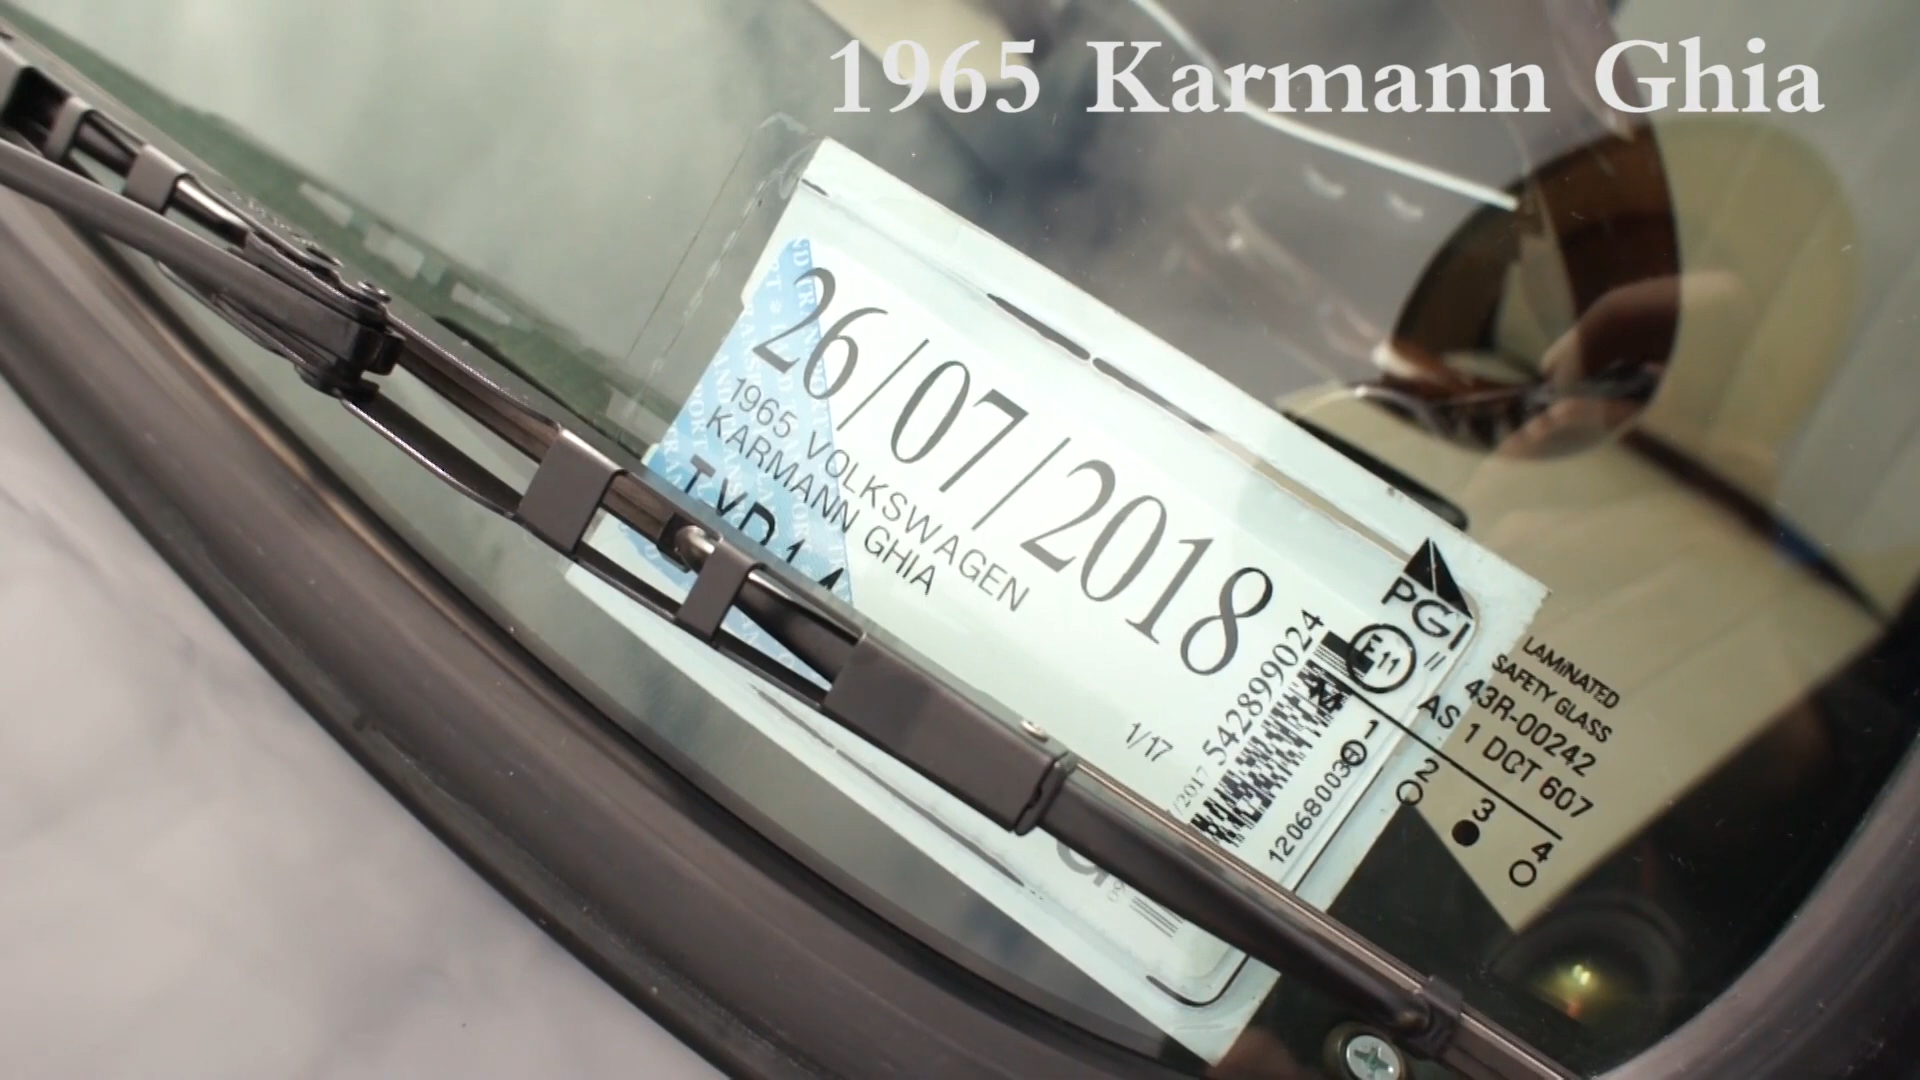 1965 Karmann Ghia
26/07/2018
1965 VOLKSWAGEN
KARMANN GHIA
1/17
/2017 542899024
PGI
E11
LAMINATED
SAFETY GLASS
43R-00242
AS 1 DOT 607
M 1 2 3 4